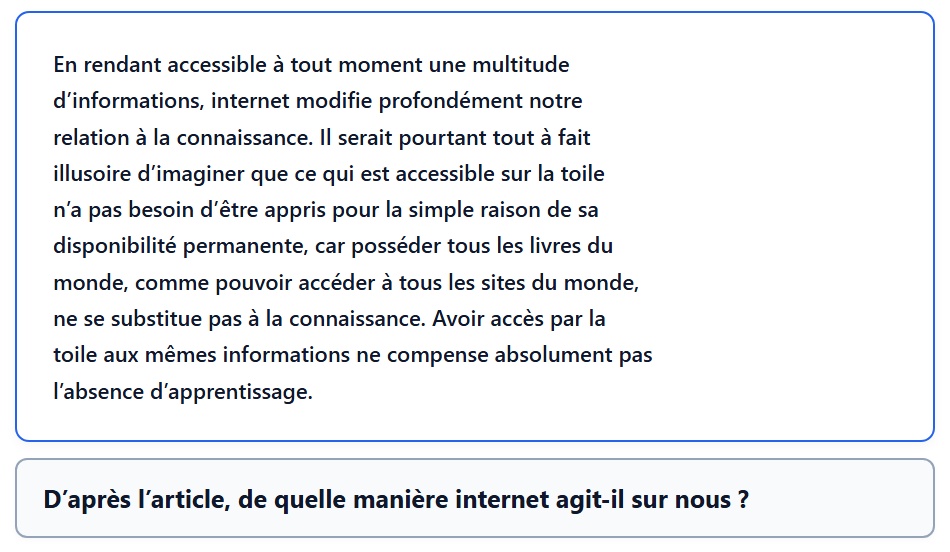 En rendant accessible à tout moment une multitude
d’informations, internet modifie profondément notre
relation à la connaissance. Il serait pourtant tout à fait
illusoire d’imaginer que ce qui est accessible sur la toile
n’a pas besoin d’être appris pour la simple raison de sa
disponibilité permanente, car posséder tous les livres du
monde, comme pouvoir accéder à tous les sites du monde,
ne se substitue pas à la connaissance. Avoir accès par la
toile aux mêmes informations ne compense absolument pas
l’absence d’apprentissage.
D’après l’article, de quelle manière internet agit-il sur nous ?